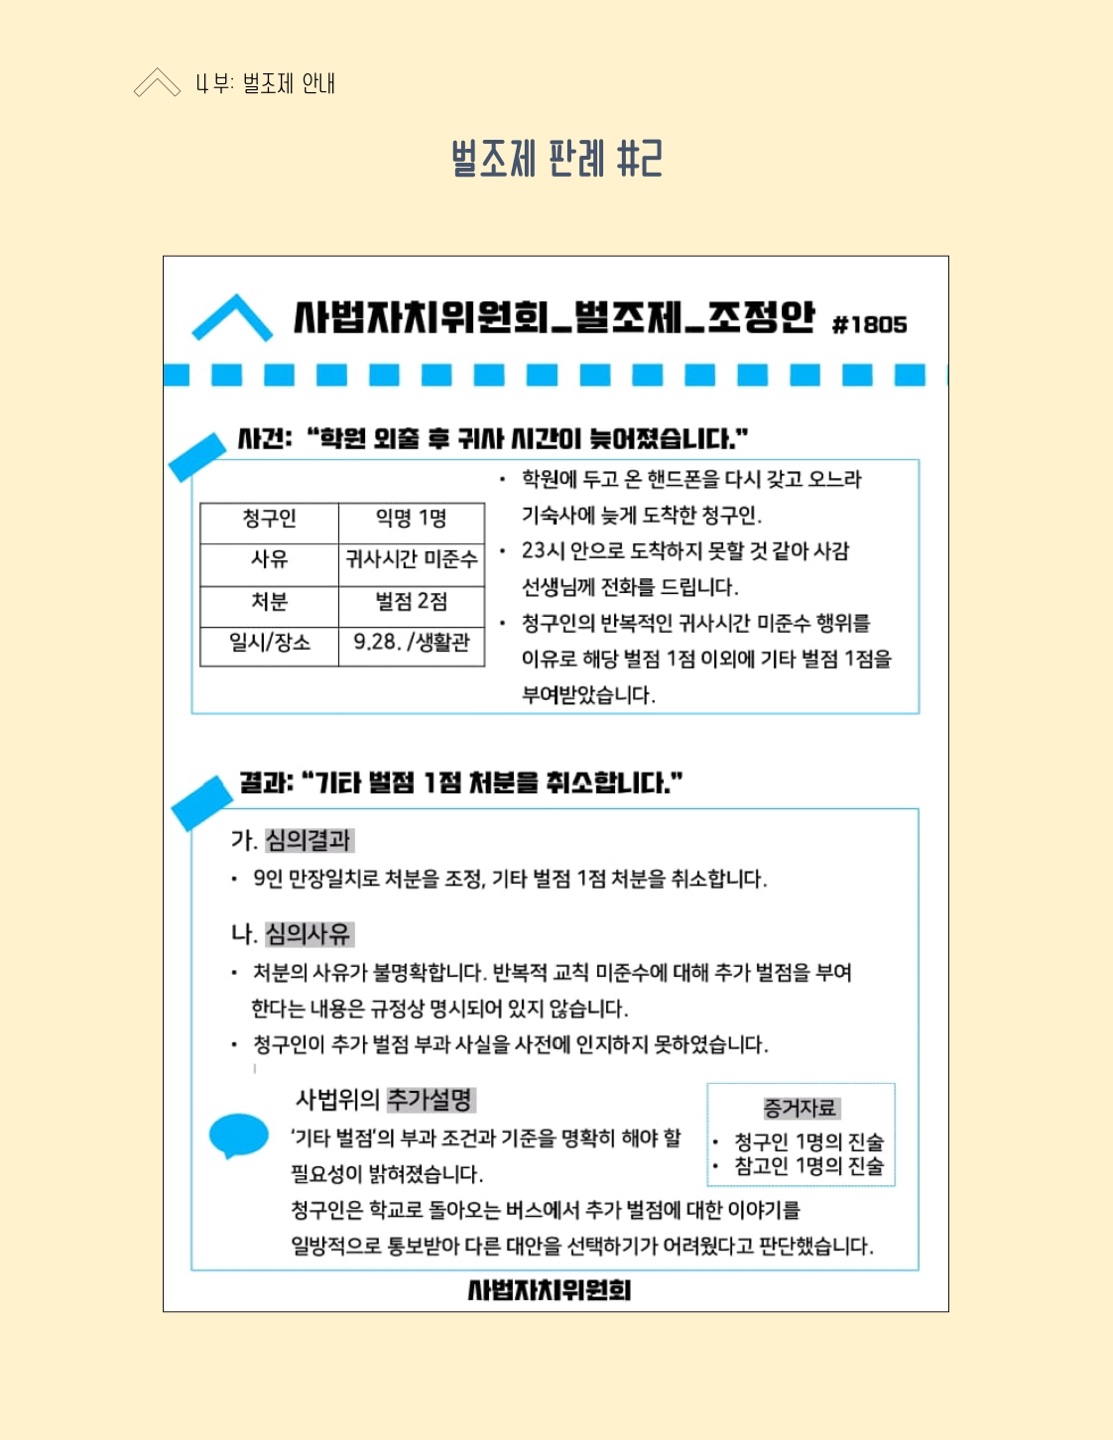 4부: 벌조제 안내
벌조제 판례 #2
사법자치위원회_벌조제_조정안 #1805
사건: “학원 외출 후 귀사 시간이 늦어졌습니다.”
청구인 익명 1명
사유 귀사시간 미준수
처분 벌점 2점
일시/장소 9.28. /생활관
• 학원에 두고 온 핸드폰을 다시 갖고 오느라
기숙사에 늦게 도착한 청구인.
• 23시 안으로 도착하지 못할 것 같아 사감
선생님께 전화를 드립니다.
• 청구인의 반복적인 귀사시간 미준수 행위를
이유로 해당 벌점 1점 이외에 기타 벌점 1점을
부여받았습니다.
결과: “기타 벌점 1점 처분을 취소합니다.”
가. 심의결과
• 9인 만장일치로 처분을 조정, 기타 벌점 1점 처분을 취소합니다.
나. 심의사유
• 처분의 사유가 불명확합니다. 반복적 교칙 미준수에 대해 추가 벌점을 부여
한다는 내용은 규정상 명시되어 있지 않습니다.
• 청구인이 추가 벌점 부과 사실을 사전에 인지하지 못하였습니다.
사법위의 추가설명
‘기타 벌점’의 부과 조건과 기준을 명확히 해야 할
필요성이 밝혀졌습니다.
청구인은 학교로 돌아오는 버스에서 추가 벌점에 대한 이야기를
일방적으로 통보받아 다른 대안을 선택하기가 어려웠다고 판단했습니다.
증거자료
• 청구인 1명의 진술
• 참고인 1명의 진술
사법자치위원회